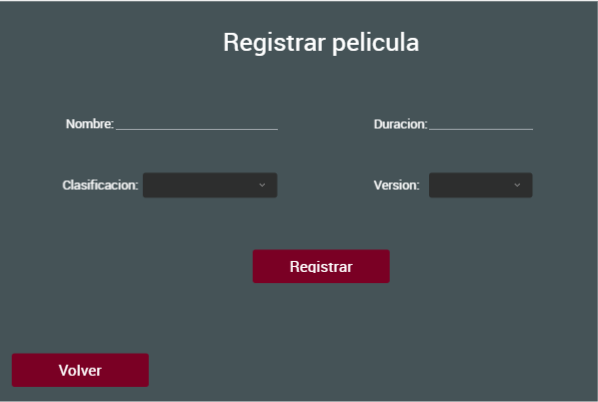 Registrar pelicula
Nombre: Duracion:
Clasificacion: Version:
Registrar
Volver